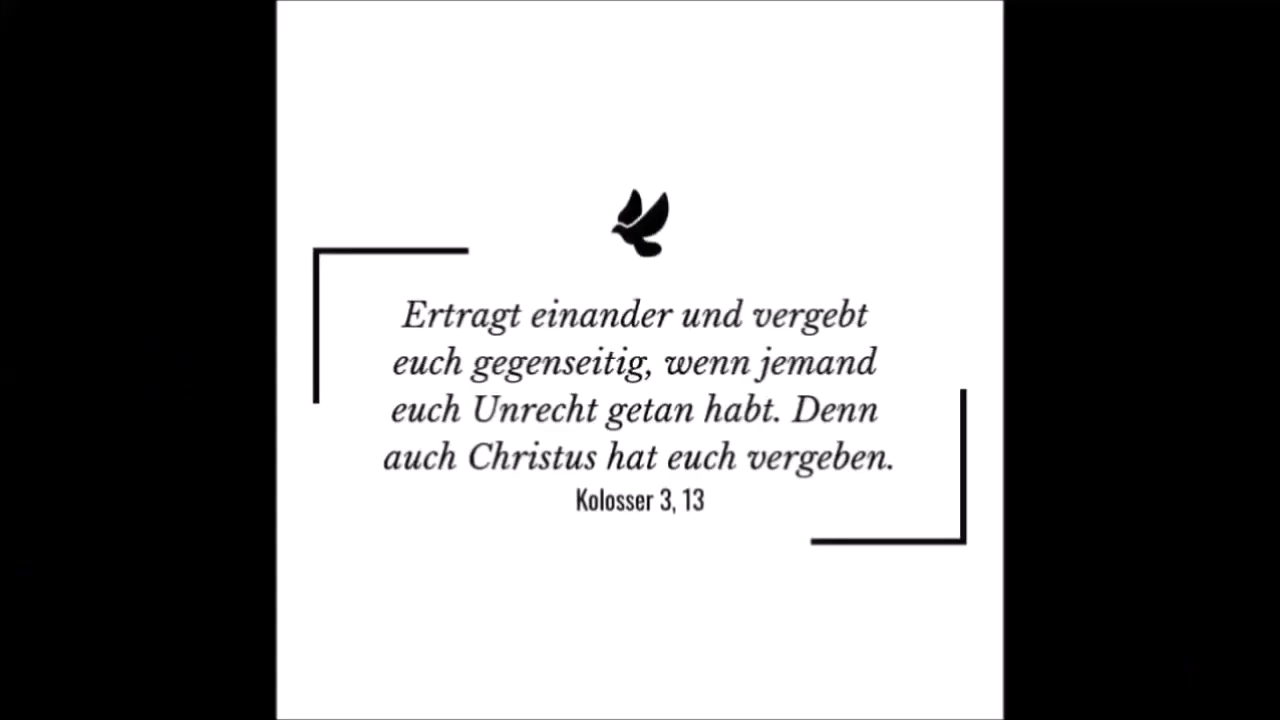 Ertragt einander und vergebt
euch gegenseitig, wenn jemand
euch Unrecht getan habt. Denn
auch Christus hat euch vergeben.
Kolosser 3, 13